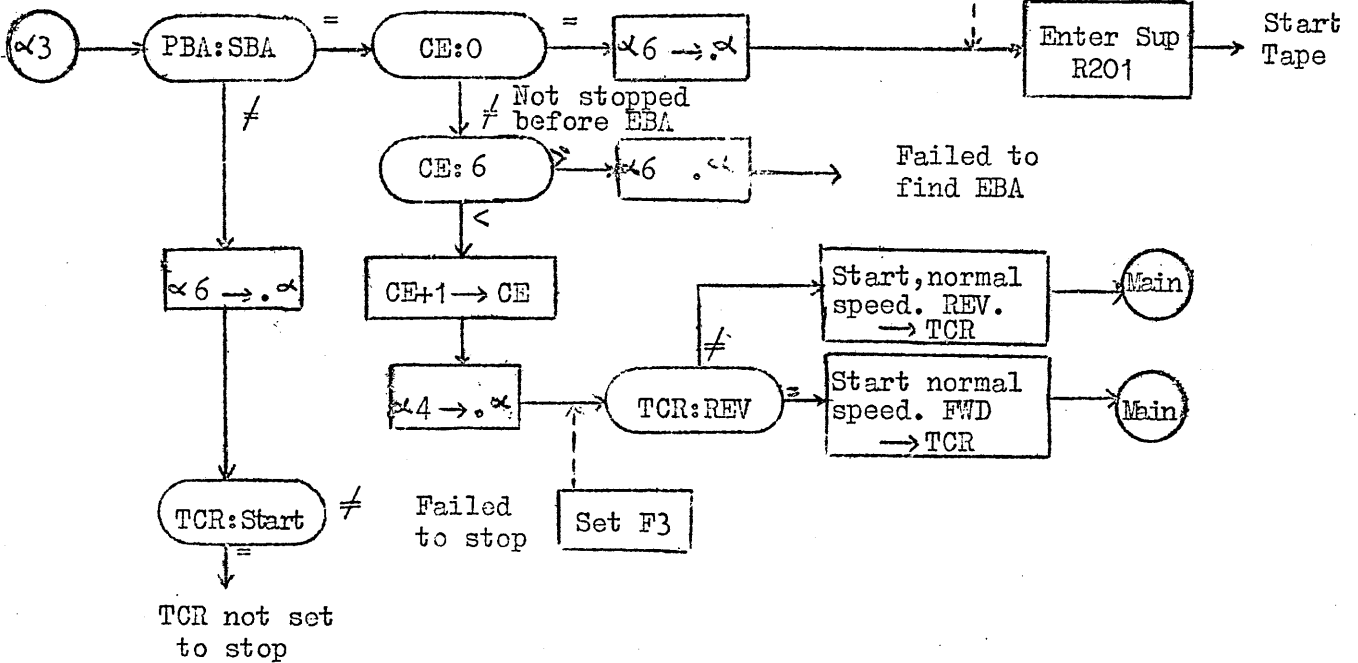 α3
PBA:SBA
=
CE:0
=
α6 → .α
Enter Sup
R201
Start
Tape
≠
≠ Not stopped
before EBA
CE: 6
α6 .α
Failed to
find EBA
<
α6 → .α
CE+1 → CE
Start, normal
speed. REV.
→ TCR
Main
≠
α4 → .α
TCR:REV
=
Start normal
speed. FWD
→ TCR
Main
TCR:Start
≠
Failed
to stop
Set F3
=
TCR not set
to stop